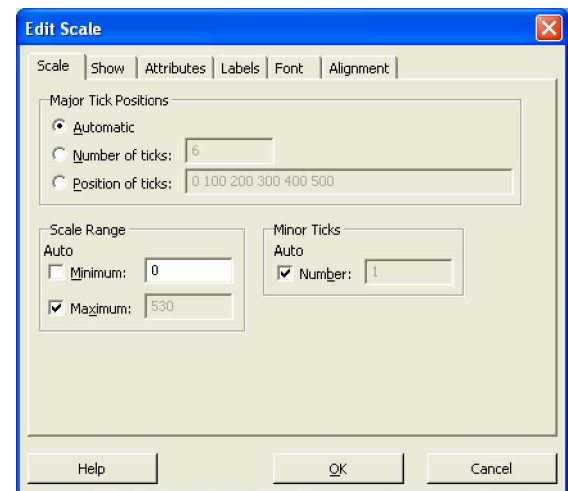 Edit Scale
Scale Show Attributes Labels Font Alignment
Major Tick Positions
Automatic
Number of ticks: 6
Position of ticks: 0 100 200 300 400 500
Scale Range
Auto
Minimum: 0
Maximum: 530
Minor Ticks
Auto
Number: 1
Help OK Cancel